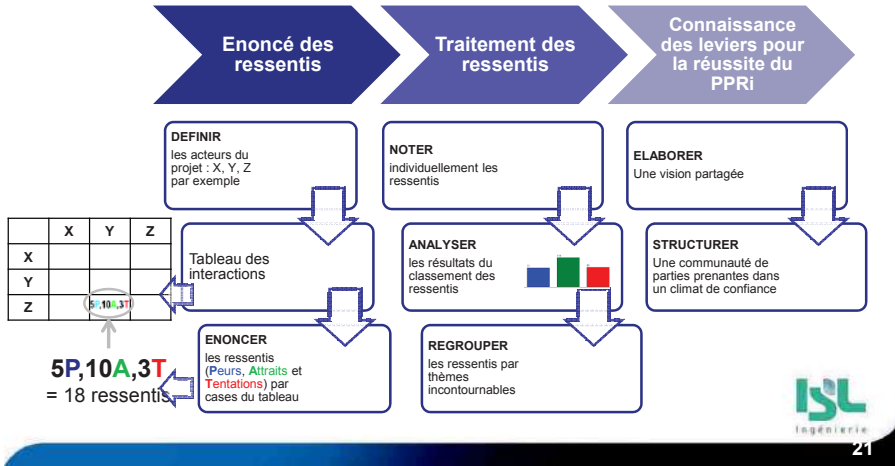 Enoncé des
ressentis
Traitement des
ressentis
Connaissance
des leviers pour
la réussite du
PPRi
DEFINIR
les acteurs du
projet : X, Y, Z
par exemple
NOTER
individuellement les
ressentis
ELABORER
Une vision partagée
X Y Z
X
Y
Z 5P,10A,3T
Tableau des
interactions
ANALYSER
les résultats du
classement des
ressentis
STRUCTURER
Une communauté de
parties prenantes dans
un climat de confiance
5P,10A,3T
= 18 ressentis
ENONCER
les ressentis
(Peurs, Attraits et
Tentations) par
cases du tableau
REGROUPER
les ressentis par
thèmes
incontournables
ISL
Ingénierie
21